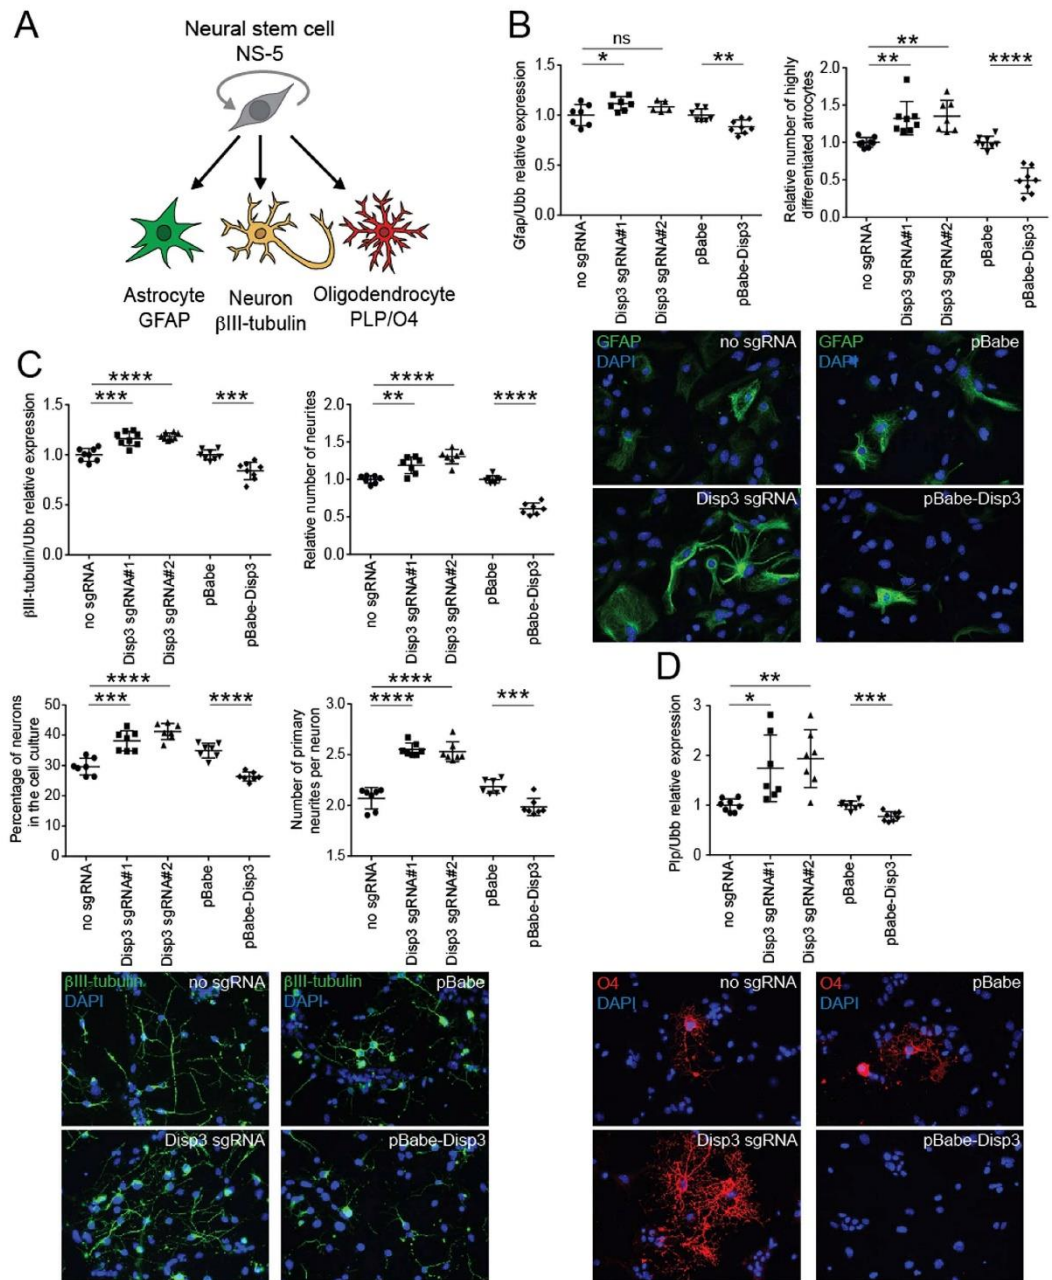 A
Neural stem cell
NS-5
Astrocyte
GFAP
Neuron
βIII-tubulin
Oligodendrocyte
PLP/O4
B
Gfap/Ubb relative expression
1.5
1.0
0.5
0.0
ns
*
**
no sgRNA
Disp3 sgRNA#1
Disp3 sgRNA#2
pBabe
pBabe-Disp3
Relative number of highly
differentiated atrocytes
2.0
1.5
1.0
0.5
0.0
**
**
****
no sgRNA
Disp3 sgRNA#1
Disp3 sgRNA#2
pBabe
pBabe-Disp3
GFAP
DAPI
no sgRNA
GFAP
DAPI
pBabe
Disp3 sgRNA
pBabe-Disp3
C
βIII-tubulin/Ubb relative expression
1.5
1.0
0.5
0.0
****
***
***
no sgRNA
Disp3 sgRNA#1
Disp3 sgRNA#2
pBabe
pBabe-Disp3
Relative number of neurites
2.0
1.5
1.0
0.5
0.0
****
**
****
no sgRNA
Disp3 sgRNA#1
Disp3 sgRNA#2
pBabe
pBabe-Disp3
Percentage of neurons
in the cell culture
50
40
30
20
10
0
****
***
****
no sgRNA
Disp3 sgRNA#1
Disp3 sgRNA#2
pBabe
pBabe-Disp3
Number of primary
neurites per neuron
3.0
2.5
2.0
1.5
****
****
***
no sgRNA
Disp3 sgRNA#1
Disp3 sgRNA#2
pBabe
pBabe-Disp3
βIII-tubulin
DAPI
no sgRNA
βIII-tubulin
DAPI
pBabe
Disp3 sgRNA
pBabe-Disp3
D
Plp/Ubb relative expression
3
2
1
0
**
*
***
no sgRNA
Disp3 sgRNA#1
Disp3 sgRNA#2
pBabe
pBabe-Disp3
O4
DAPI
no sgRNA
O4
DAPI
pBabe
Disp3 sgRNA
pBabe-Disp3